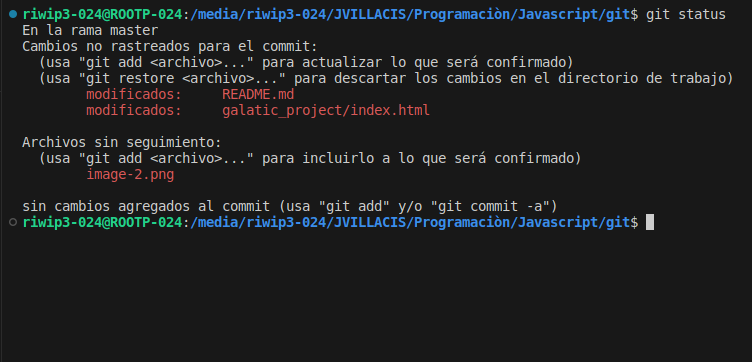 riwip3-024@ROOTP-024:/media/riwip3-024/JVILLACIS/Programaciòn/Javascript/git$ git status
En la rama master
Cambios no rastreados para el commit:
  (usa "git add <archivo>..." para actualizar lo que será confirmado)
  (usa "git restore <archivo>..." para descartar los cambios en el directorio de trabajo)
        modificados:     README.md
        modificados:     galatic_project/index.html

Archivos sin seguimiento:
  (usa "git add <archivo>..." para incluirlo a lo que será confirmado)
        image-2.png

sin cambios agregados al commit (usa "git add" y/o "git commit -a")
riwip3-024@ROOTP-024:/media/riwip3-024/JVILLACIS/Programaciòn/Javascript/git$